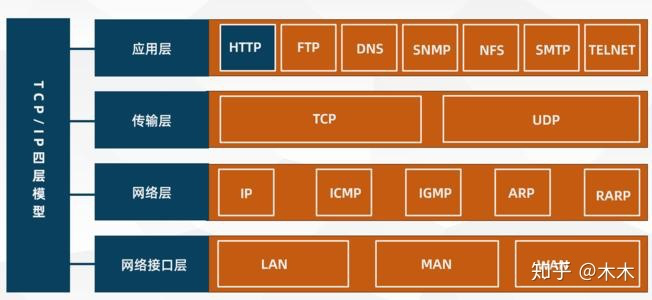 TCP/IP四层模型
应用层
HTTP
FTP
DNS
SNMP
NFS
SMTP
TELNET
传输层
TCP
UDP
网络层
IP
ICMP
IGMP
ARP
RARP
网络接口层
LAN
MAN
知乎 @木木